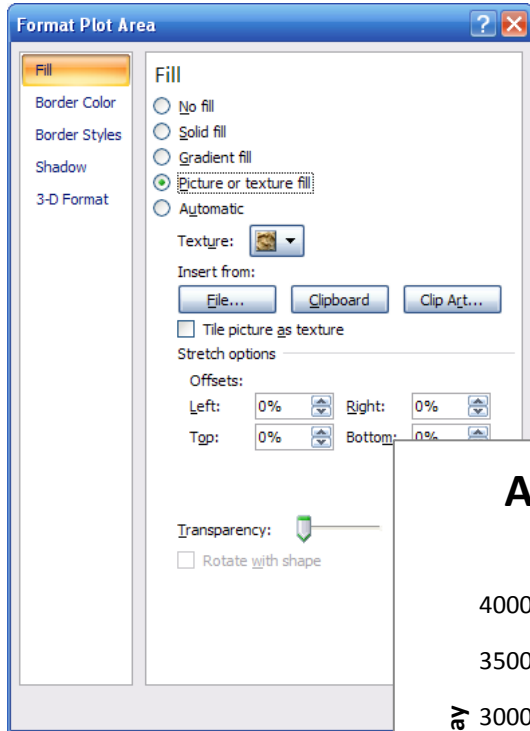 Format Plot Area
Fill
Border Color
Border Styles
Shadow
3-D Format
Fill
No fill
Solid fill
Gradient fill
Picture or texture fill
Automatic
Texture:
Insert from:
File... Clipboard Clip Art...
Tile picture as texture
Stretch options
Offsets:
Left: 0% Right: 0%
Top: 0% Bottom: 0%
Transparency:
Rotate with shape
A
4000
3500
3000
ay